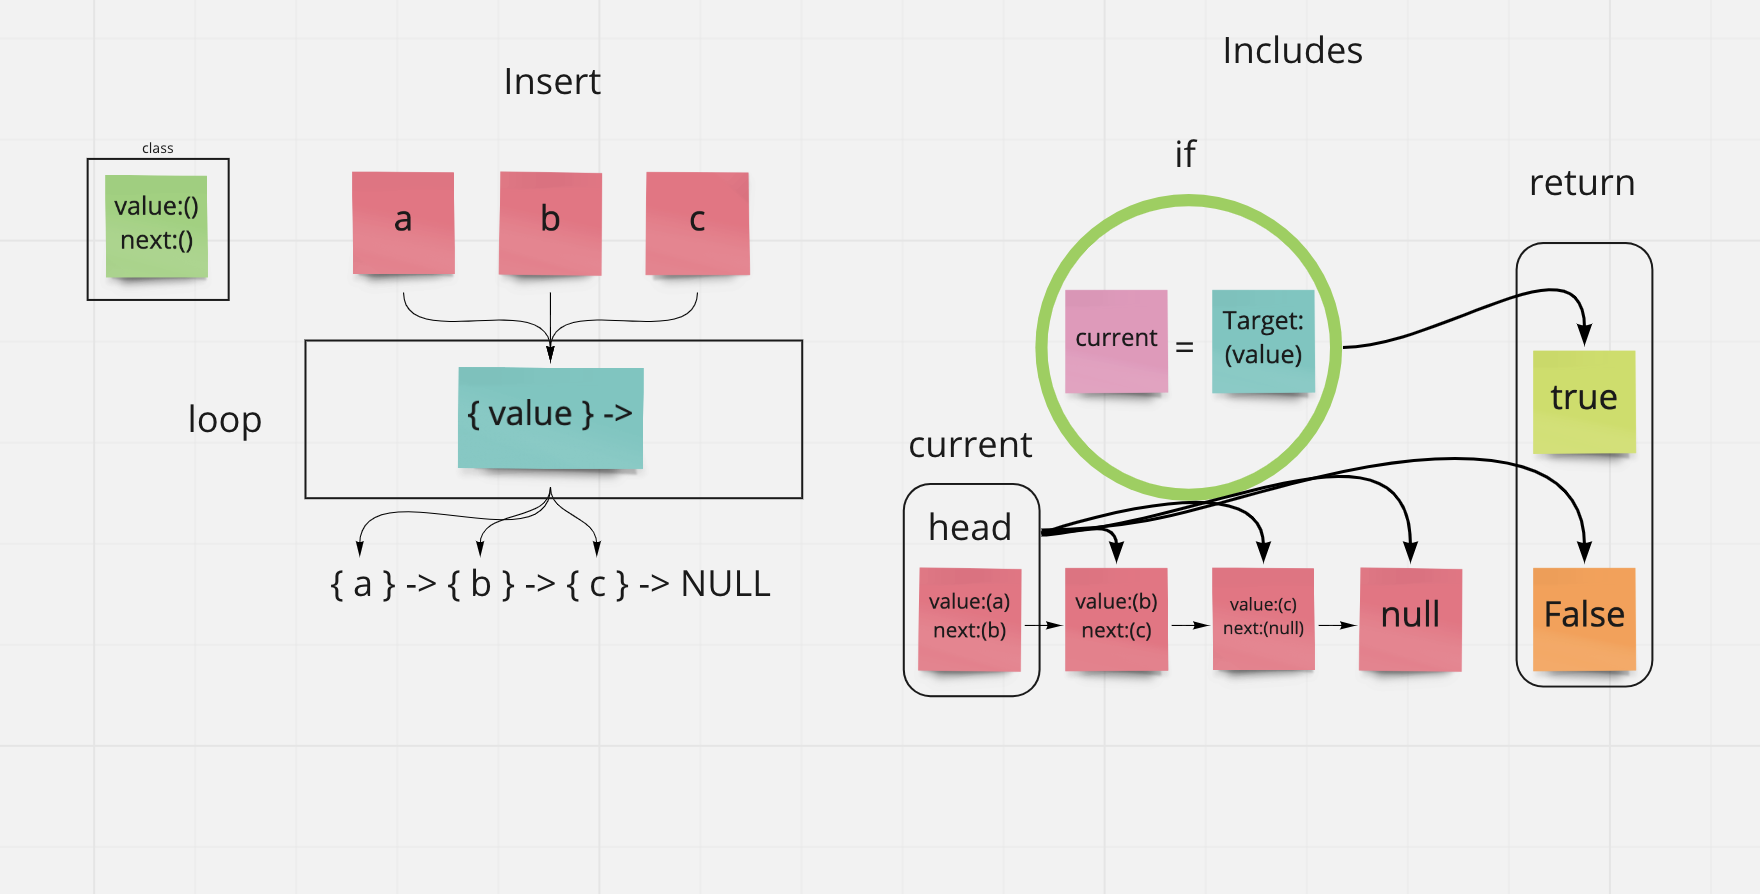 Insert
class
value:()
next:()
a
b
c
loop
{ value } ->
{ a } -> { b } -> { c } -> NULL
Includes
if
current
=
Target:
(value)
return
true
current
head
value:(a)
next:(b)
value:(b)
next:(c)
value:(c)
next:(null)
null
False